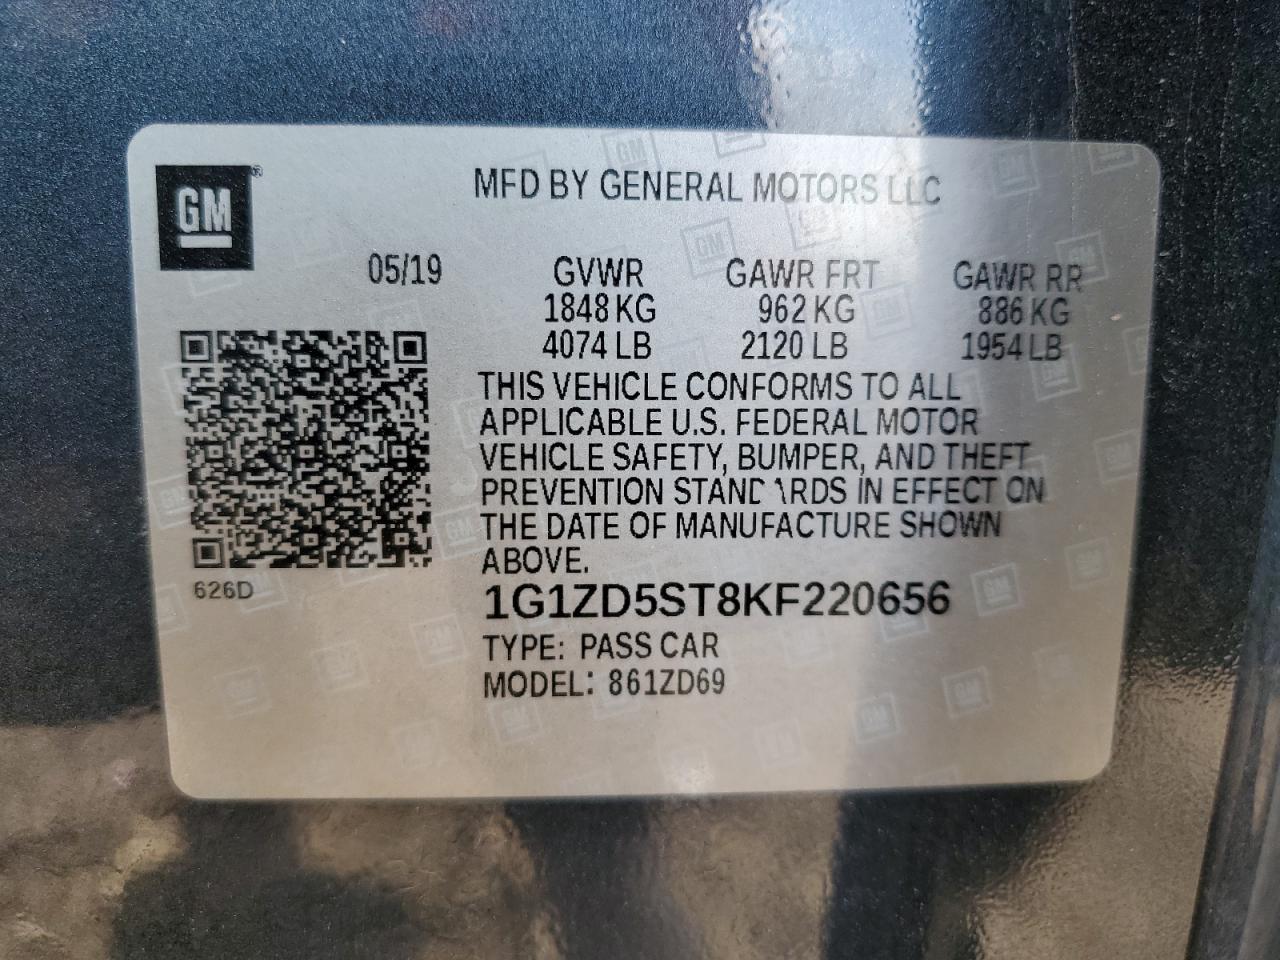 GM
MFD BY GENERAL MOTORS LLC
05/19 GVWR GAWR FRT GAWR RR
1848 KG 962 KG 886 KG
4074 LB 2120 LB 1954 LB
THIS VEHICLE CONFORMS TO ALL
APPLICABLE U.S. FEDERAL MOTOR
VEHICLE SAFETY, BUMPER, AND THEFT
PREVENTION STANDARDS IN EFFECT ON
THE DATE OF MANUFACTURE SHOWN
ABOVE.
626D
1G1ZD5ST8KF220656
TYPE: PASS CAR
MODEL: 861ZD69